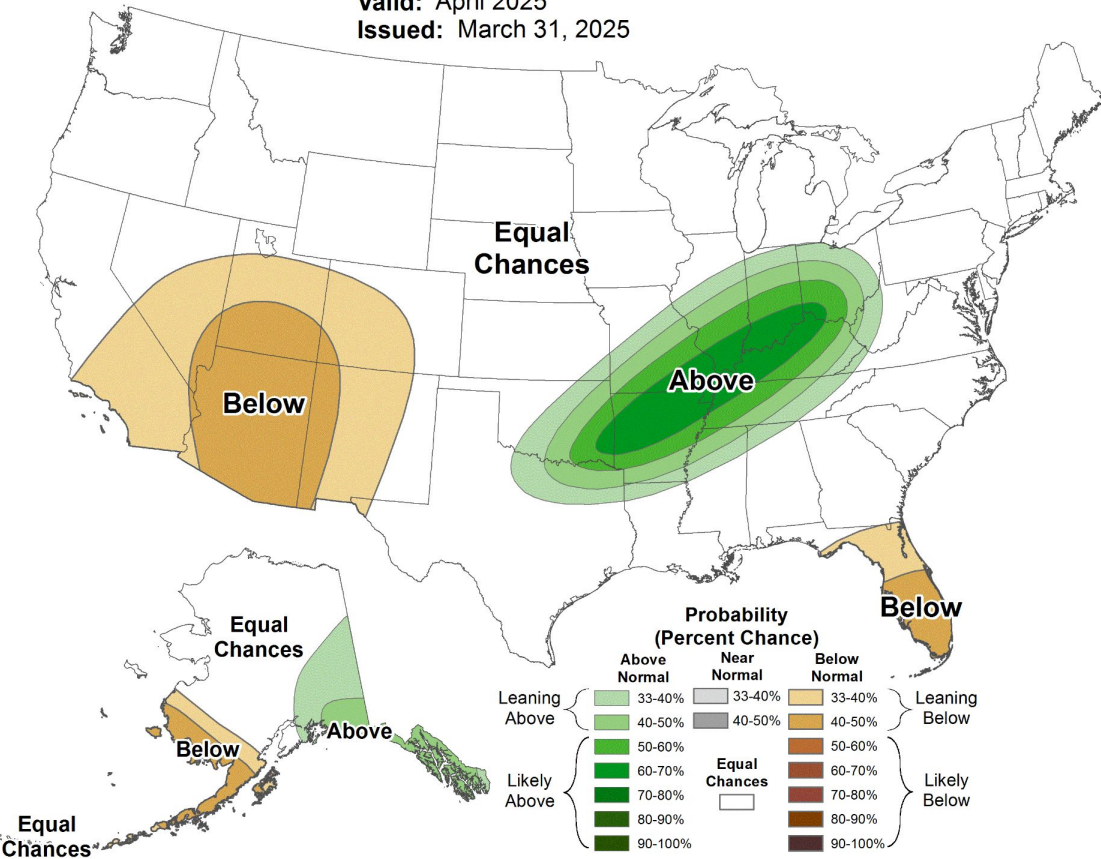 Valid: April 2025
Issued: March 31, 2025
Equal
Chances
Above
Below
Below
Equal
Chances
Above
Below
Equal
Chances
Probability
(Percent Chance)
Above
Normal
Near
Normal
Below
Normal
Leaning
Above
33-40%
40-50%
Likely
Above
50-60%
60-70%
70-80%
80-90%
90-100%
33-40%
40-50%
Equal
Chances
33-40%
40-50%
Leaning
Below
50-60%
60-70%
70-80%
80-90%
90-100%
Likely
Below